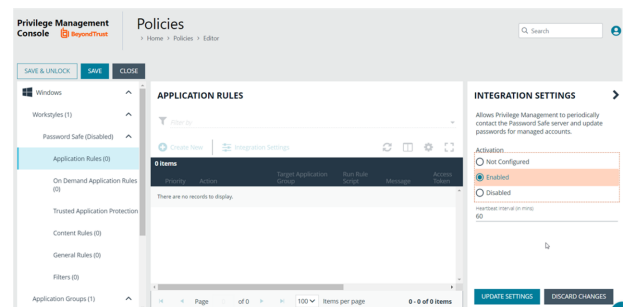 Privilege Management
Console BeyondTrust
Policies
> Home > Policies > Editor
Search
SAVE & UNLOCK SAVE CLOSE
Windows
Workstyles (1)
Password Safe (Disabled)
Application Rules (0)
On Demand Application Rules
(0)
Trusted Application Protection
Content Rules (0)
General Rules (0)
Filters (0)
Application Groups (1)
APPLICATION RULES
Filter by
Create New Integration Settings
0 items
Priority Action Target Application
Group Run Rule
Script Message Access
Token
There are no records to display.
Page of 0 100 Items per page 0 - 0 of 0 items
INTEGRATION SETTINGS
Allows Privilege Management to periodically
contact the Password Safe server and update
passwords for managed accounts.
Activation
Not Configured
Enabled
Disabled
Heartbeat Interval (in mins).
60
UPDATE SETTINGS DISCARD CHANGES